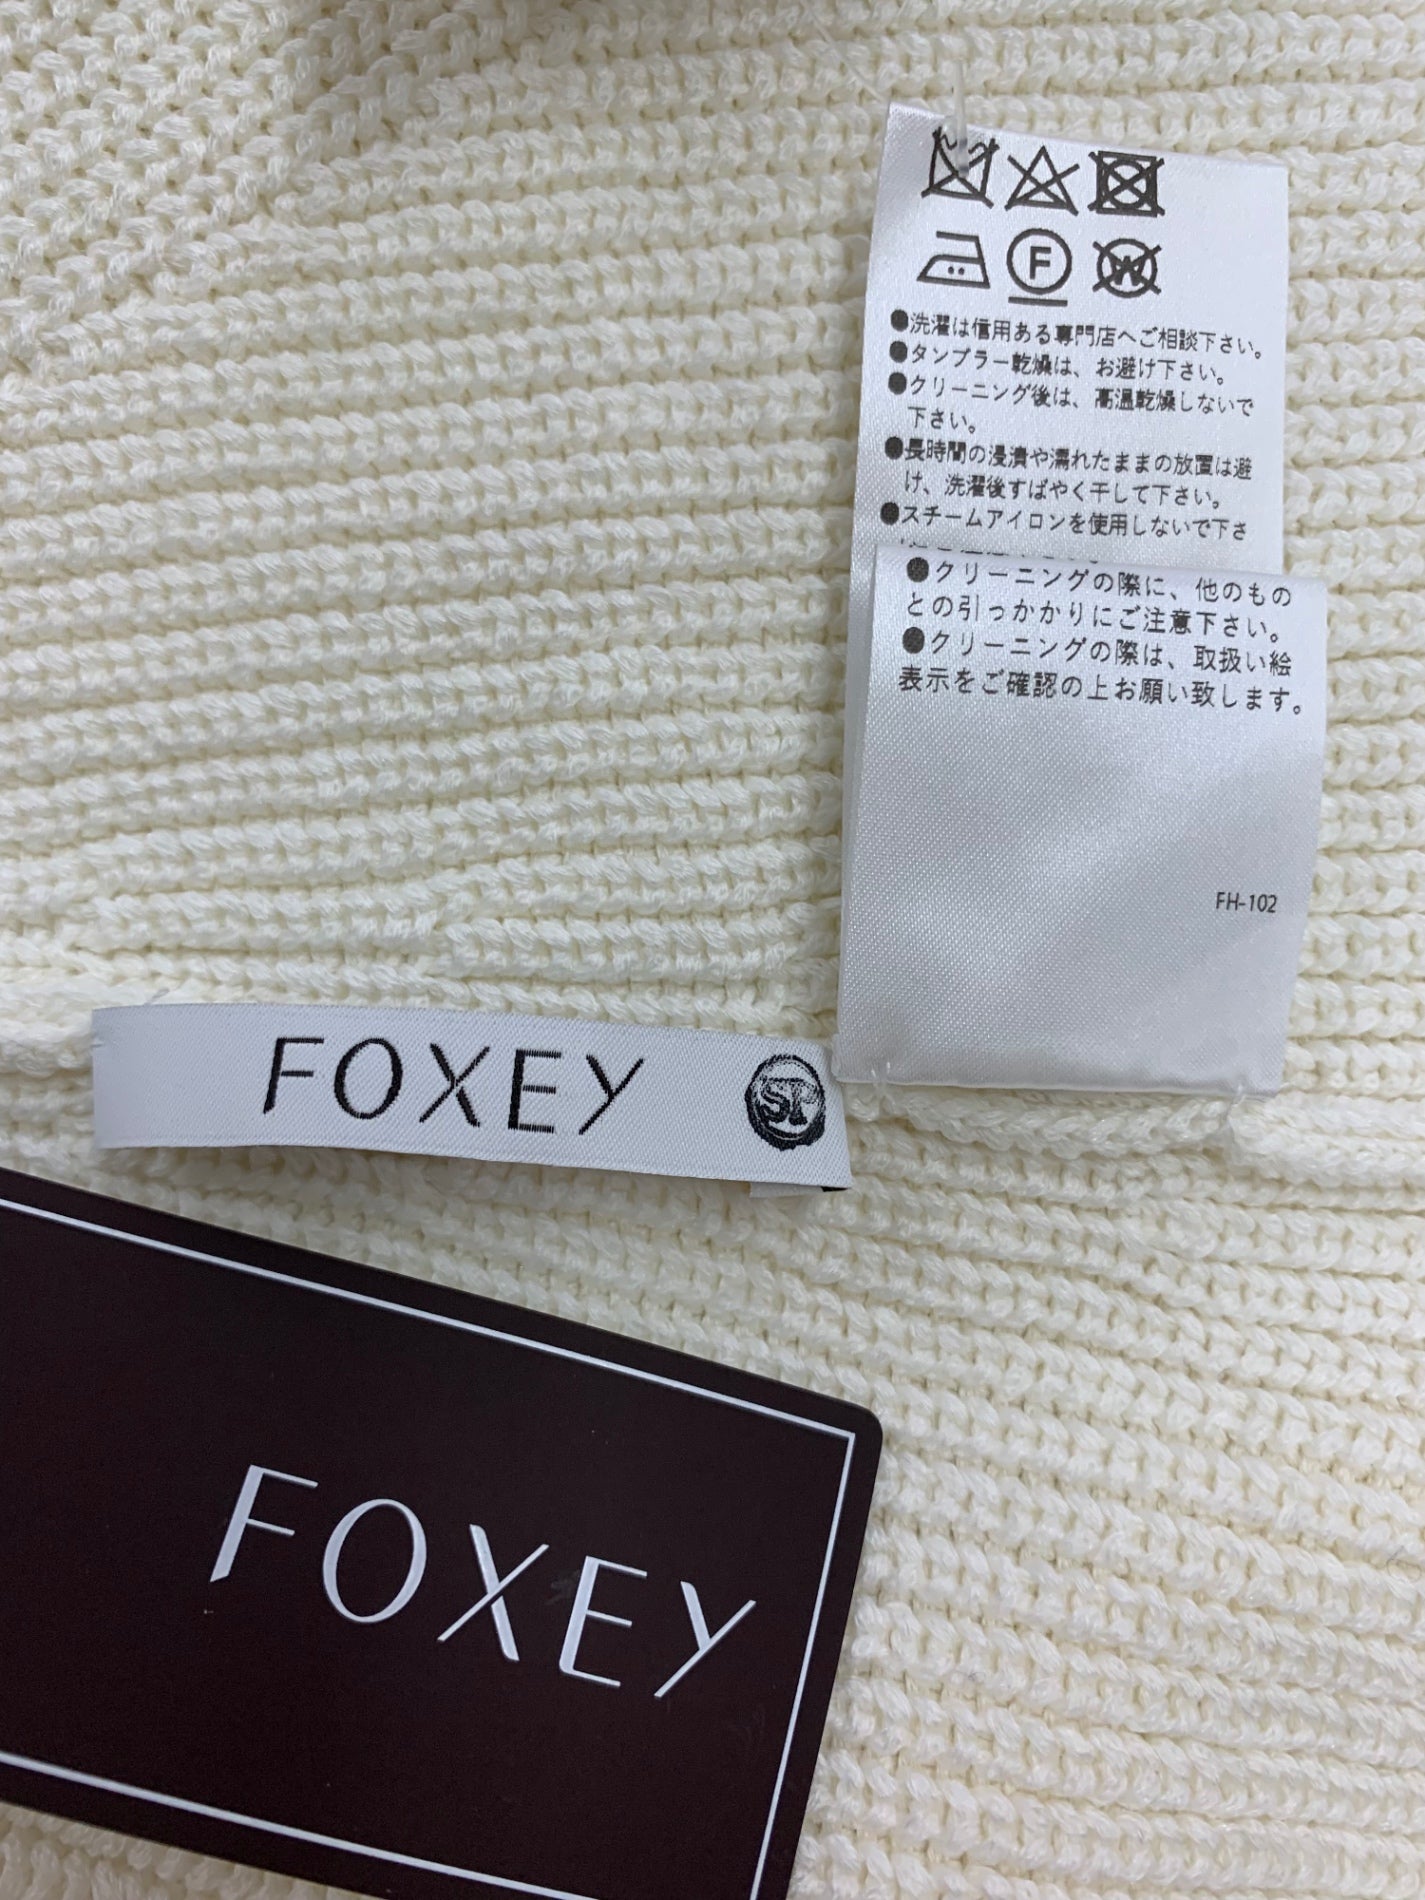 F
W
●洗濯は信用ある専門店へご相談下さい。
●タンブラー乾燥は、お避け下さい。
●クリーニング後は、高温乾燥しないで
下さい。
●長時間の浸漬や濡れたままの放置は避
け、洗濯後すばやく干して下さい。
●スチームアイロンを使用しないで下さ
●クリーニングの際に、他のもの
との引っかかりにご注意下さい。
●クリーニングの際は、取扱い絵
表示をご確認の上お願い致します。
FH-102
FOXEY
ST
FOXEY